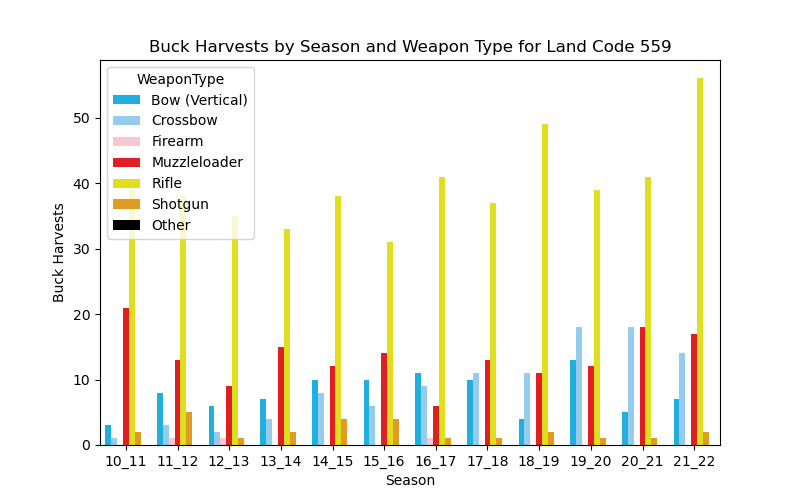 Buck Harvests by Season and Weapon Type for Land Code 559
WeaponType
Bow (Vertical)
Crossbow
Firearm
Muzzleloader
Rifle
Shotgun
Other
Buck Harvests
50
40
30
20
10
0
10_11 11_12 12_13 13_14 14_15 15_16 16_17 17_18 18_19 19_20 20_21 21_22
Season